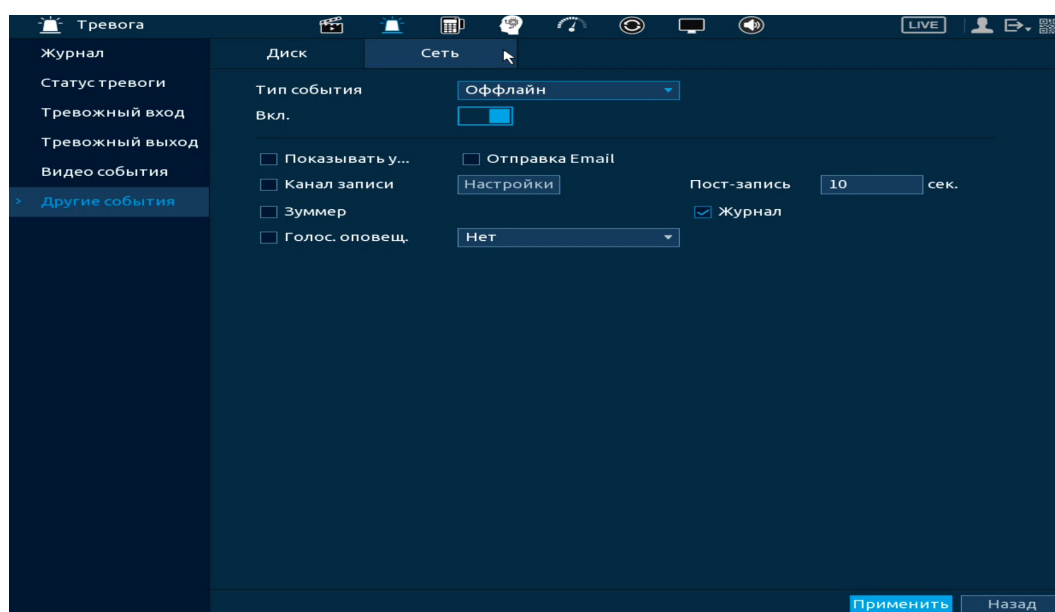 Тревога
LIVE
Журнал
Статус тревоги
Тревожный вход
Тревожный выход
Видео события
Другие события
Диск
Сеть
Тип события Оффлайн
Вкл.
Показывать у... Отправка Email
Канал записи Настройки Пост-запись 10 сек.
Зуммер Журнал
Голос. оповещ. Нет
Применить Назад